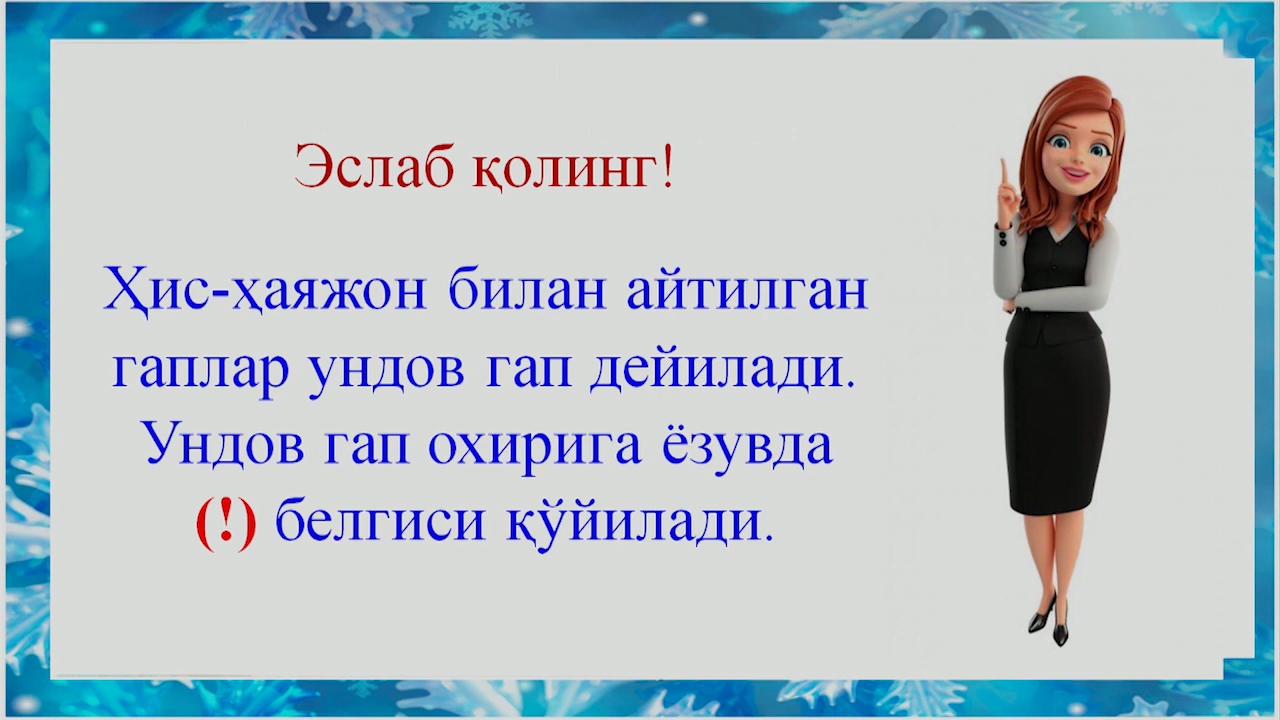 Эслаб қолинг!
Ҳис-ҳаяжон билан айтилган
гаплар ундов гап дейилади.
Ундов гап охирига ёзувда
(!) белгиси қўйилади.